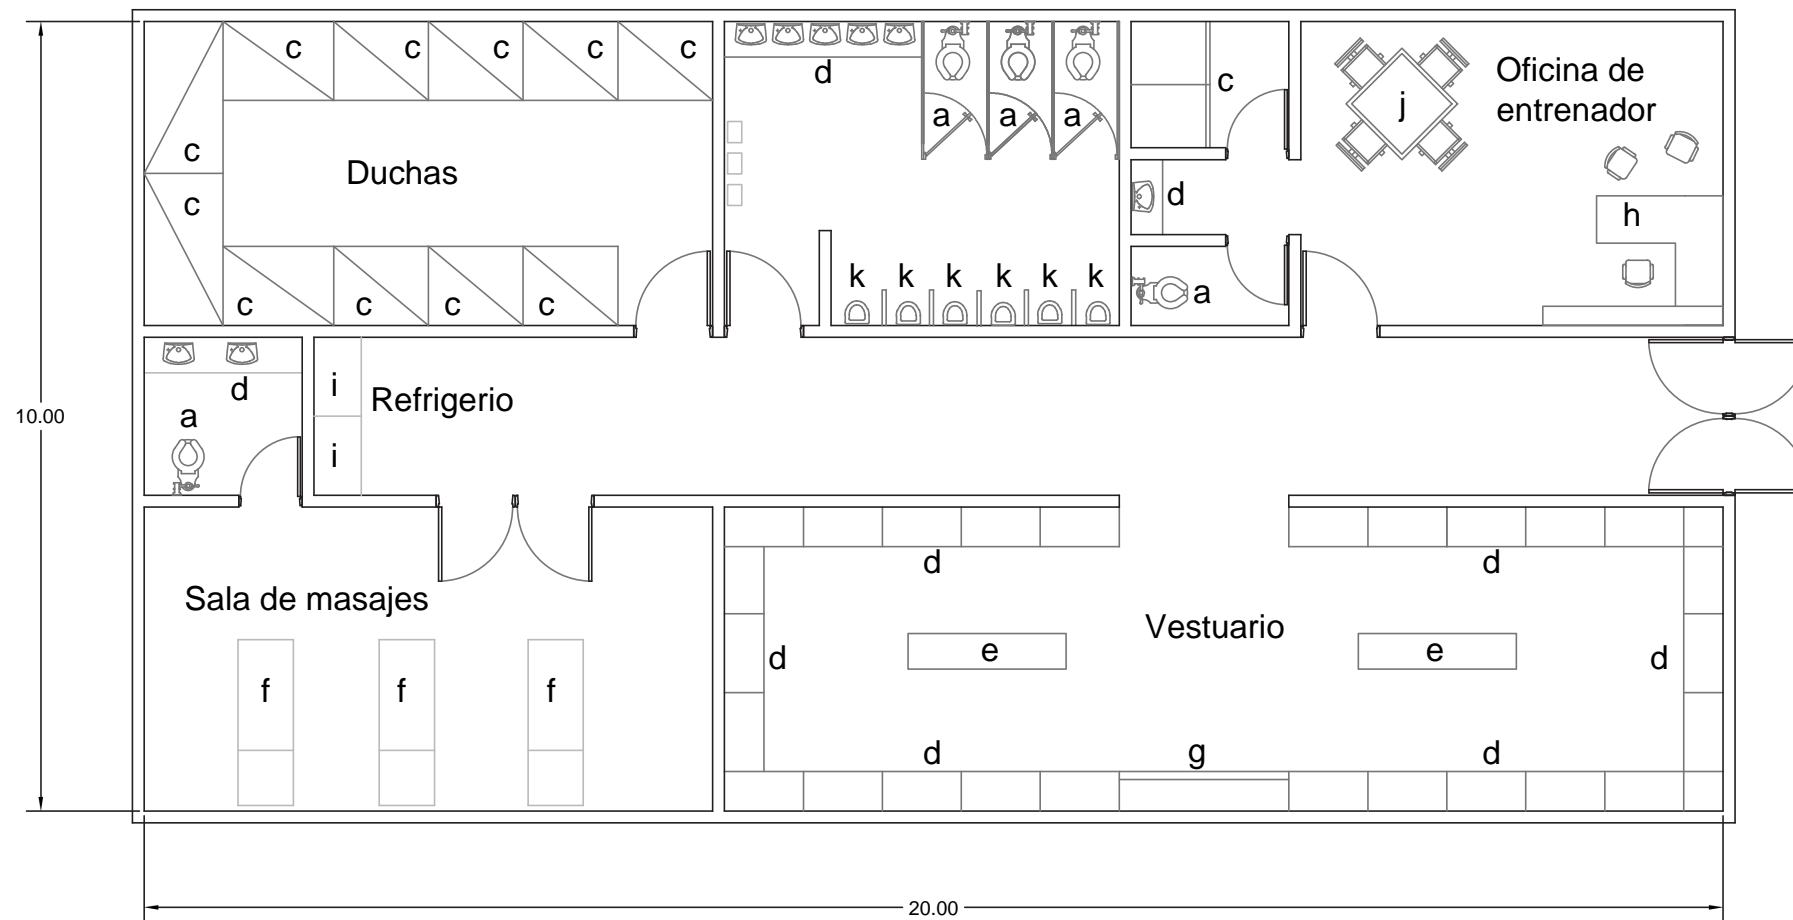 c c c c c
c
Duchas
c
c c c c
d
a a a
k k k k k k
c
d
a
j
Oficina de
entrenador
h
10.00
d
a
i
i
Refrigerio
Sala de masajes
f f f
d d
d
e
Vestuario
e
d
d
g
d
20.00